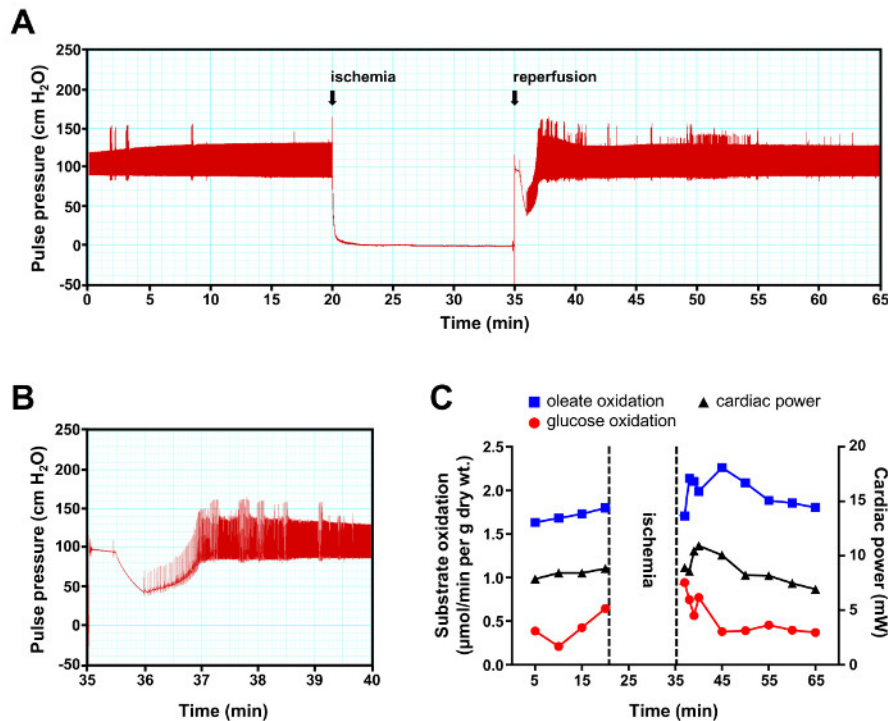 A
250
200
150
100
50
0
-50
Pulse pressure (cm H₂O)
ischemia
reperfusion
0 5 10 15 20 25 30 35 40 45 50 55 60 65
Time (min)
B
250
200
150
100
50
0
-50
Pulse pressure (cm H₂O)
35 36 37 38 39 40
Time (min)
C
oleate oxidation
cardiac power
glucose oxidation
2.5
2.0
1.5
1.0
0.5
0.0
Substrate oxidation
(μmol/min per g dry wt.)
ischemia
20
15
10
5
0
Cardiac
power (mW)
5 15 25 35 45 55 65
Time (min)